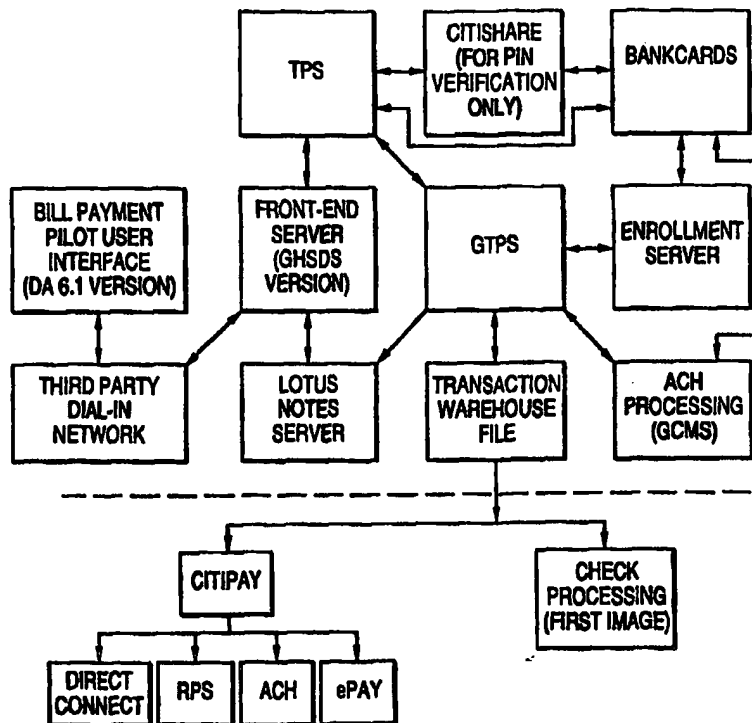 TPS
CITISHARE
(FOR PIN
VERIFICATION
ONLY)
BANKCARDS
BILL PAYMENT
PILOT USER
INTERFACE
(DA 6.1 VERSION)
FRONT-END
SERVER
(GHSDS
VERSION)
GTPS
ENROLLMENT
SERVER
THIRD PARTY
DIAL-IN
NETWORK
LOTUS
NOTES
SERVER
TRANSACTION
WAREHOUSE
FILE
ACH
PROCESSING
(GCMS)
CITIPAY
CHECK
PROCESSING
(FIRST IMAGE)
DIRECT
CONNECT
RPS
ACH
ePAY